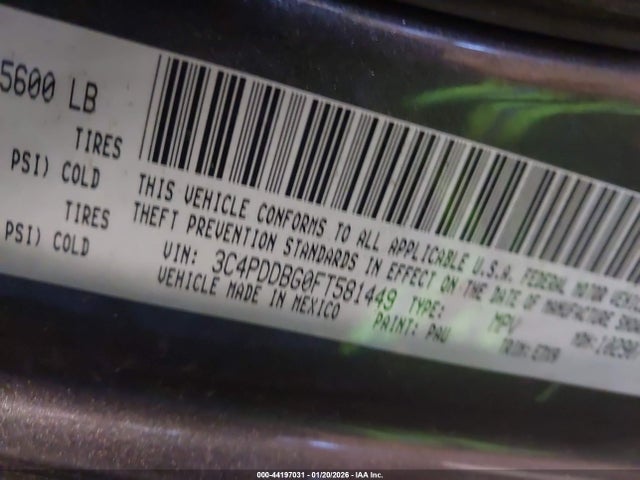 5600 LB
TIRES
PSI) COLD
TIRES
PSI) COLD
THIS VEHICLE CONFORMS TO ALL APPLICABLE U.S.A. FEDERAL MOTOR
THEFT PREVENTION STANDARDS IN EFFECT ON THE DATE OF MANUFACTURE
VIN: 3C4PDDBG0FT581449 TYPE: MPV
VEHICLE MADE IN MEXICO PAINT: PAU
000-44197031 - 01/20/2026 - IAA Inc.